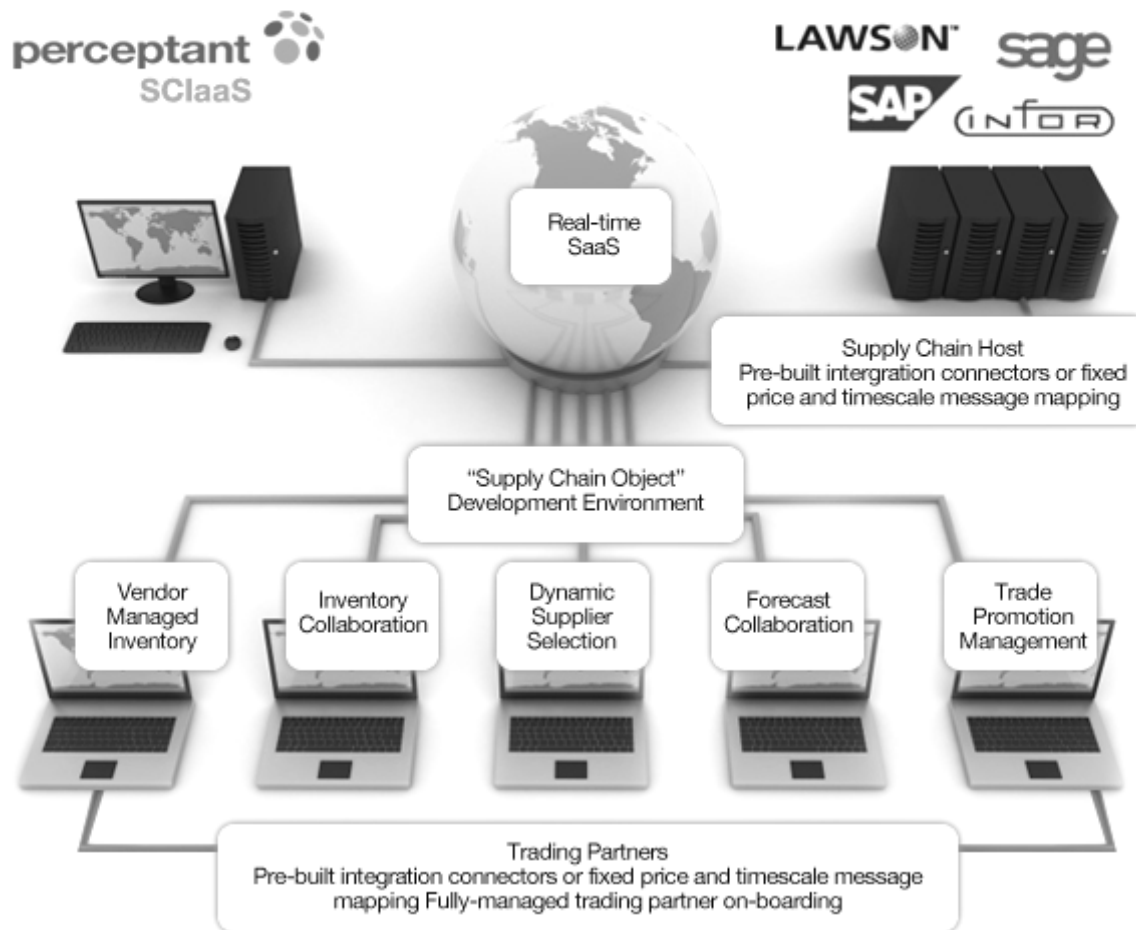 perceptant
SCIaaS
LAWSON™
sage
SAP
INFOR
Real-time
SaaS
Supply Chain Host
Pre-built intergration connectors or fixed
price and timescale message mapping
“Supply Chain Object”
Development Environment
Vendor
Managed
Inventory
Inventory
Collaboration
Dynamic
Supplier
Selection
Forecast
Collaboration
Trade
Promotion
Management
Trading Partners
Pre-built integration connectors or fixed price and timescale message
mapping Fully-managed trading partner on-boarding